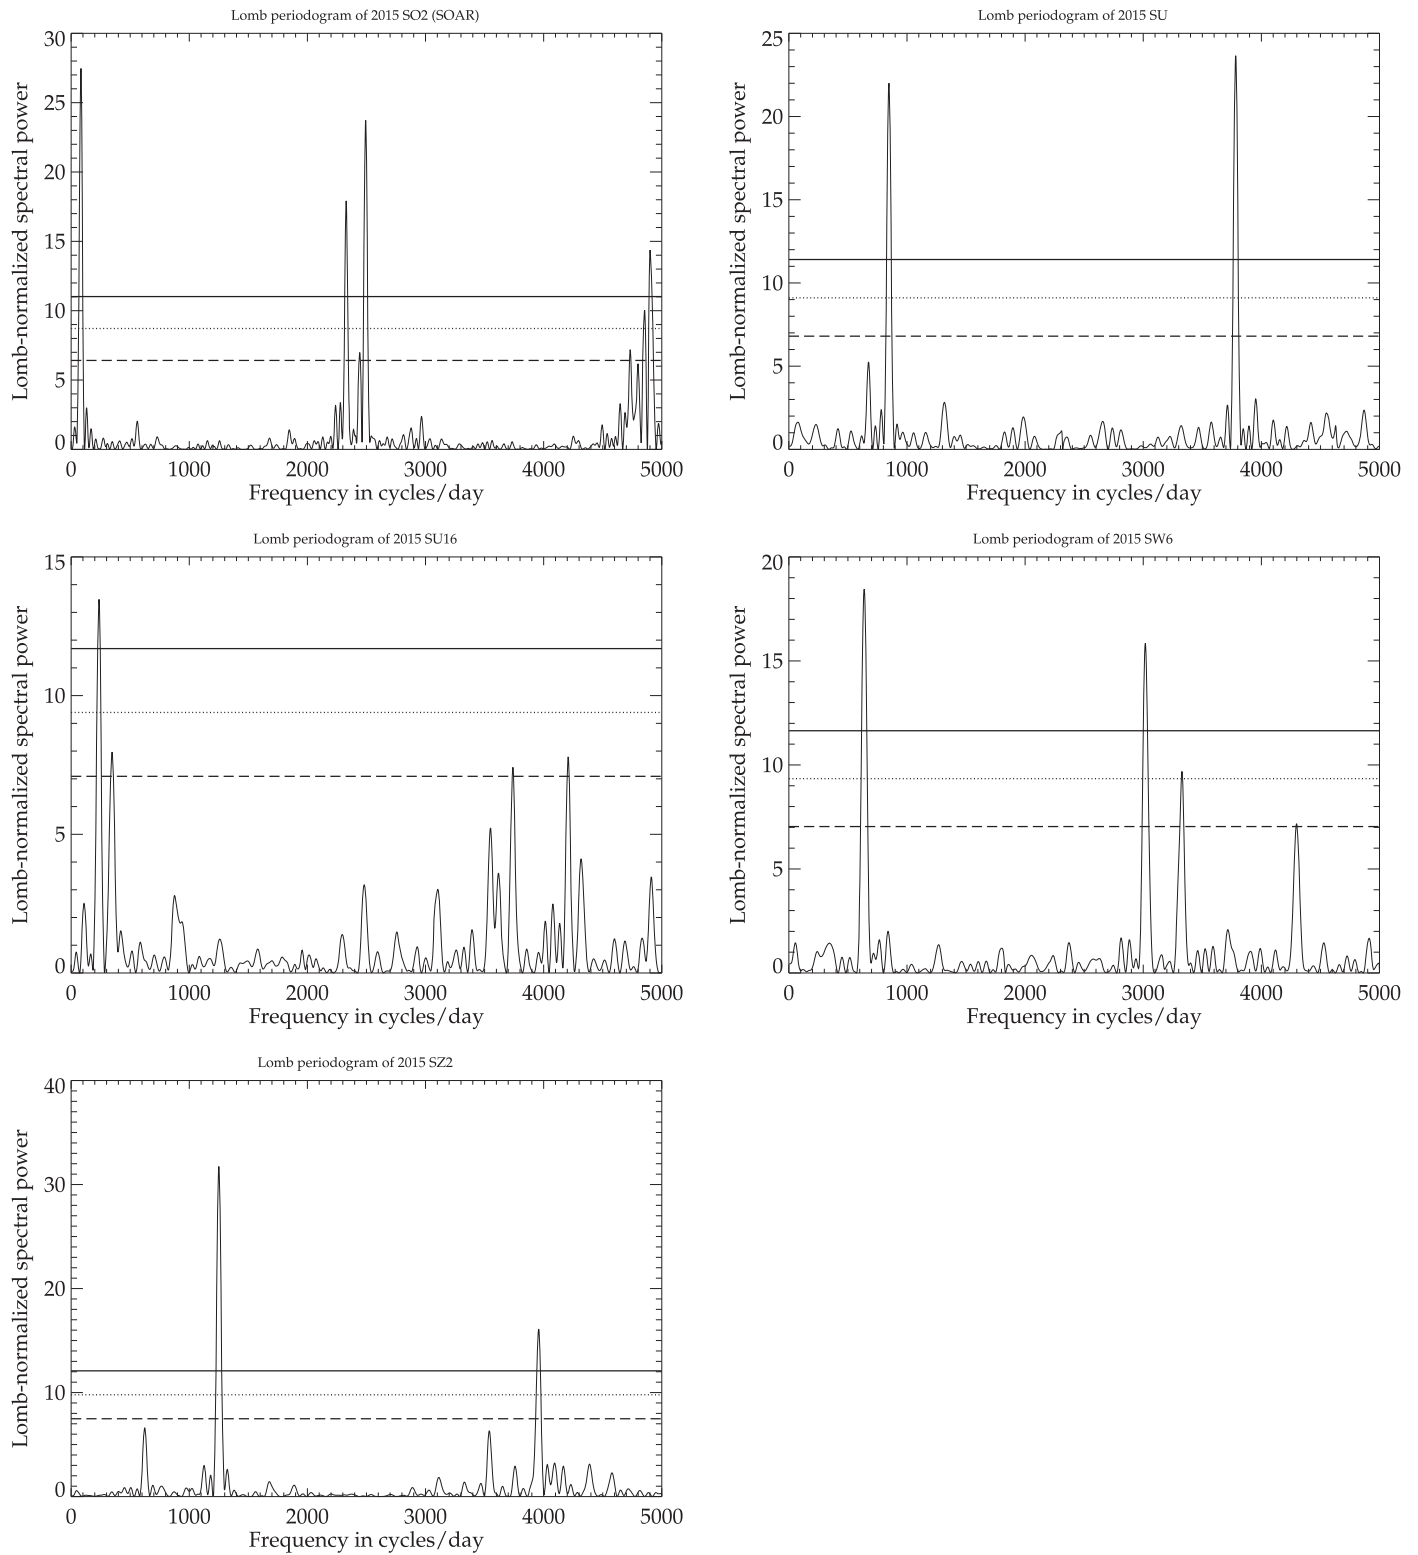 Lomb periodogram of 2015 SO2 (SOAR)
Lomb-normalized spectral power
30
25
20
15
10
5
0
0 1000 2000 3000 4000 5000
Frequency in cycles/day
Lomb periodogram of 2015 SU
Lomb-normalized spectral power
25
20
15
10
5
0
0 1000 2000 3000 4000 5000
Frequency in cycles/day
Lomb periodogram of 2015 SU16
Lomb-normalized spectral power
15
10
5
0
0 1000 2000 3000 4000 5000
Frequency in cycles/day
Lomb periodogram of 2015 SW6
Lomb-normalized spectral power
20
15
10
5
0
0 1000 2000 3000 4000 5000
Frequency in cycles/day
Lomb periodogram of 2015 SZ2
Lomb-normalized spectral power
40
30
20
10
0
0 1000 2000 3000 4000 5000
Frequency in cycles/day